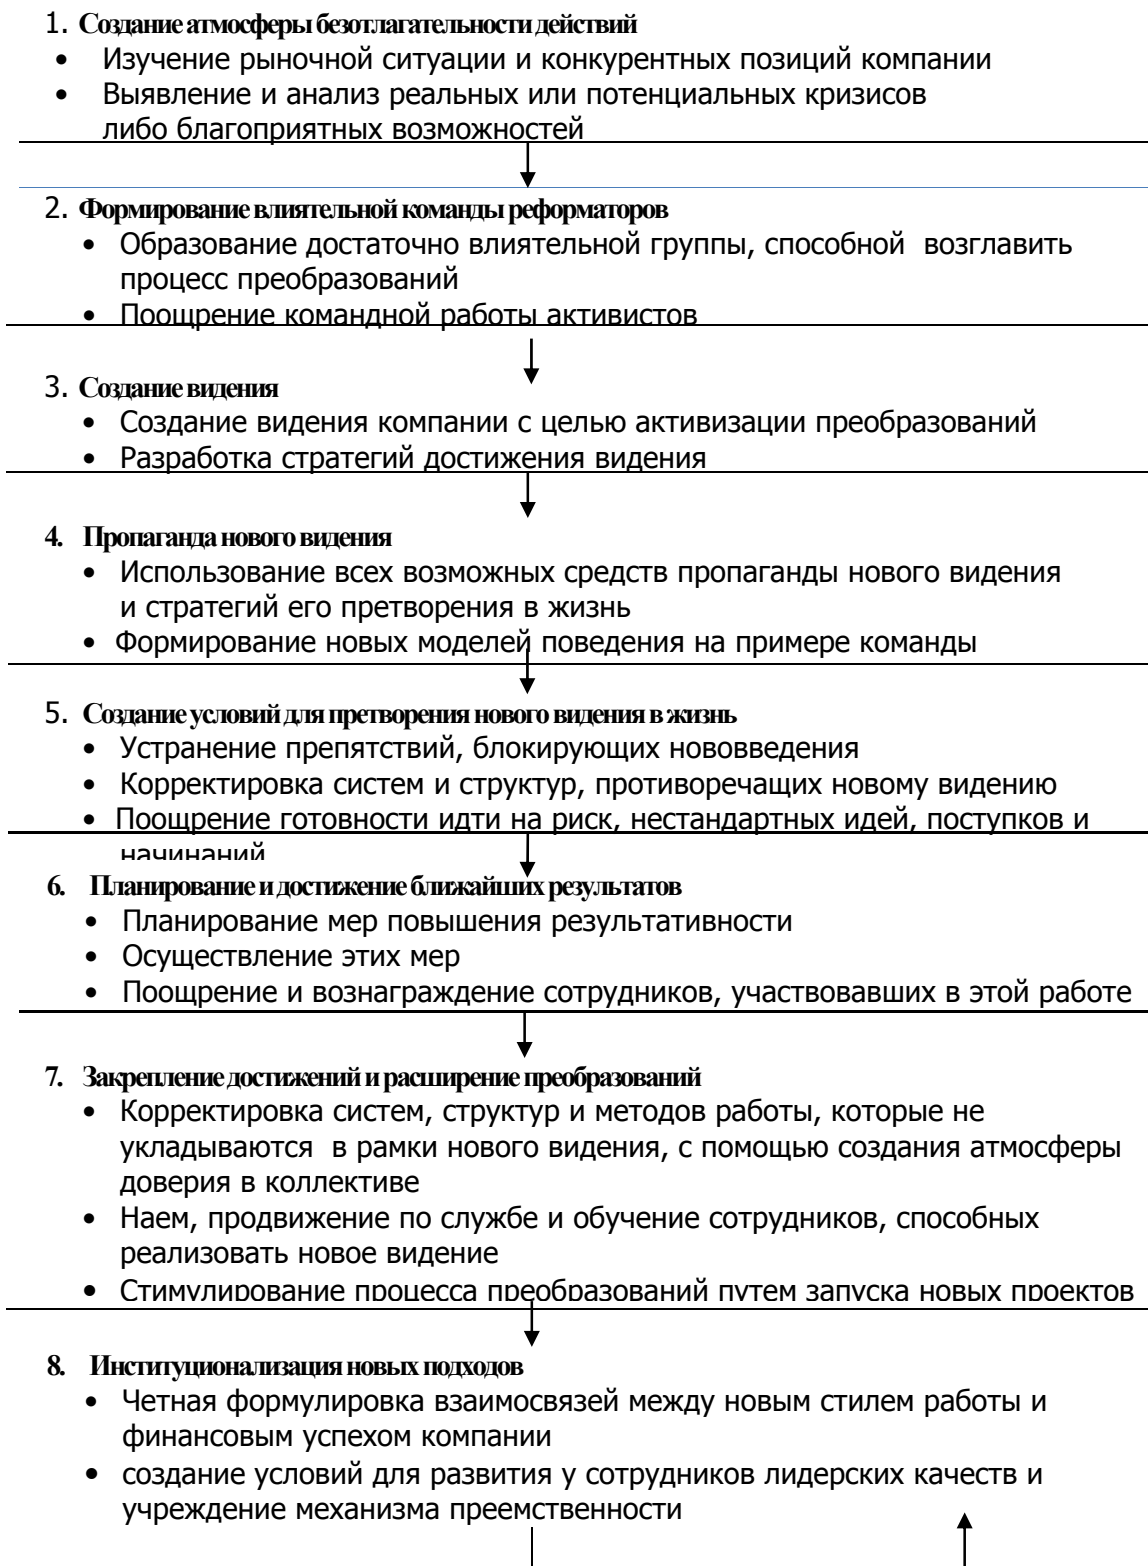 1. Создание атмосферы безотлагательности действий
• Изучение рыночной ситуации и конкурентных позиций компании
• Выявление и анализ реальных или потенциальных кризисов
либо благоприятных возможностей
2. Формирование влиятельной команды реформаторов
• Образование достаточно влиятельной группы, способной возглавить
процесс преобразований
• Поощрение командной работы активистов
3. Создание видения
• Создание видения компании с целью активизации преобразований
• Разработка стратегий достижения видения
4. Пропаганда нового видения
• Использование всех возможных средств пропаганды нового видения
и стратегий его претворения в жизнь
• Формирование новых моделей поведения на примере команды
5. Создание условий для претворения нового видения в жизнь
• Устранение препятствий, блокирующих нововведения
• Корректировка систем и структур, противоречащих новому видению
• Поощрение готовности идти на риск, нестандартных идей, поступков и
начинаний
6. Планирование и достижение ближайших результатов
• Планирование мер повышения результативности
• Осуществление этих мер
• Поощрение и вознаграждение сотрудников, участвовавших в этой работе
7. Закрепление достижений и расширение преобразований
• Корректировка систем, структур и методов работы, которые не
укладываются в рамки нового видения, с помощью создания атмосферы
доверия в коллективе
• Наем, продвижение по службе и обучение сотрудников, способных
реализовать новое видение
• Стимулирование процесса преобразований путем запуска новых проектов
8. Институционализация новых подходов
• Четная формулировка взаимосвязей между новым стилем работы и
финансовым успехом компании
• создание условий для развития у сотрудников лидерских качеств и
учреждение механизма преемственности